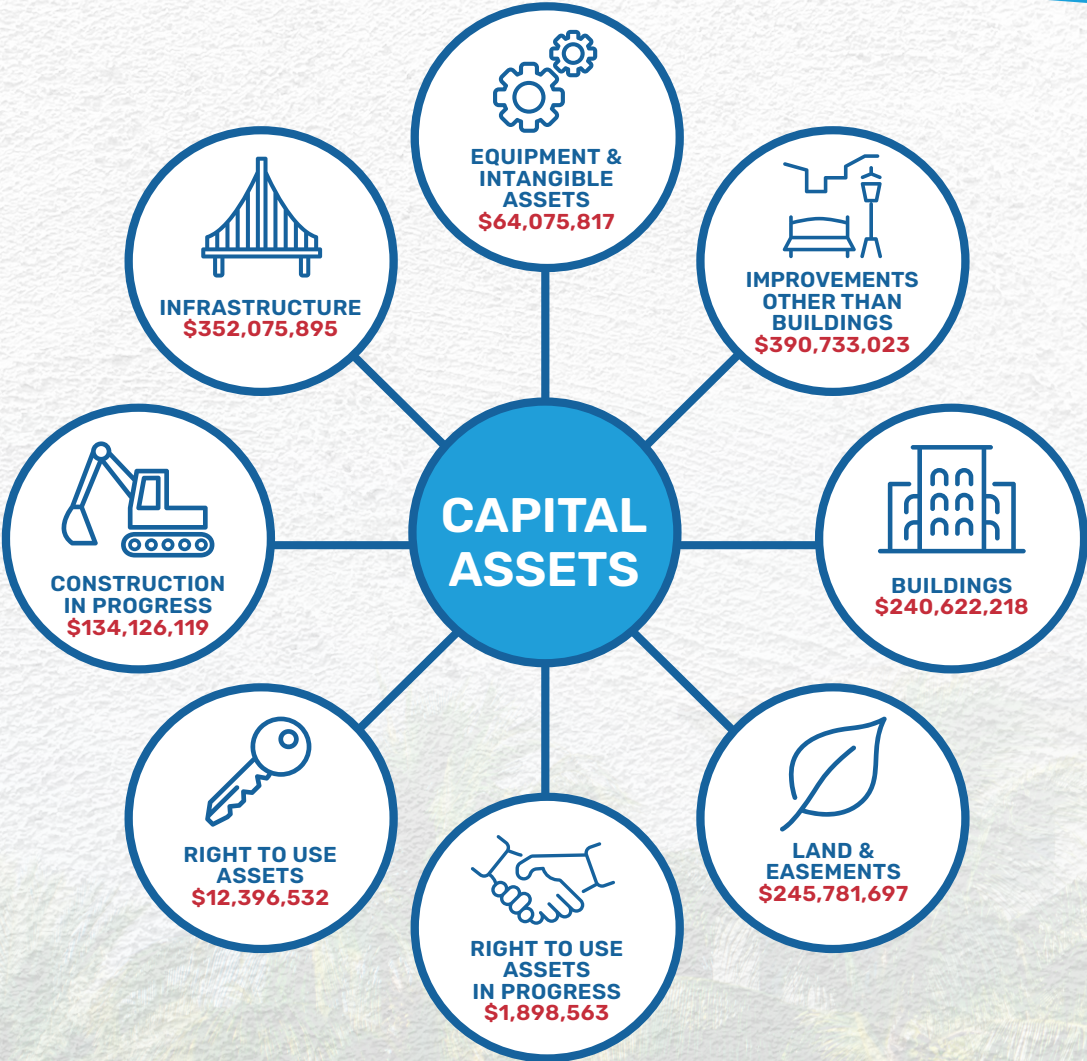 EQUIPMENT &
INTANGIBLE
ASSETS
$64,075,817
IMPROVEMENTS
OTHER THAN
BUILDINGS
$390,733,023
INFRASTRUCTURE
$352,075,895
CAPITAL
ASSETS
CONSTRUCTION
IN PROGRESS
$134,126,119
BUILDINGS
$240,622,218
RIGHT TO USE
ASSETS
$12,396,532
LAND &
EASEMENTS
$245,781,697
RIGHT TO USE
ASSETS
IN PROGRESS
$1,898,563